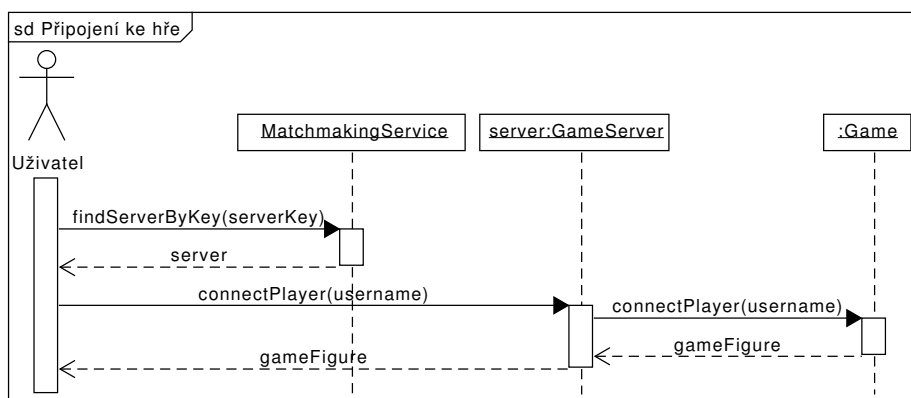 sd Připojení ke hře
MatchmakingService
server:GameServer
:Game
Uživatel
findServerByKey(serverKey)
server
connectPlayer(username)
connectPlayer(username)
gameFigure
gameFigure